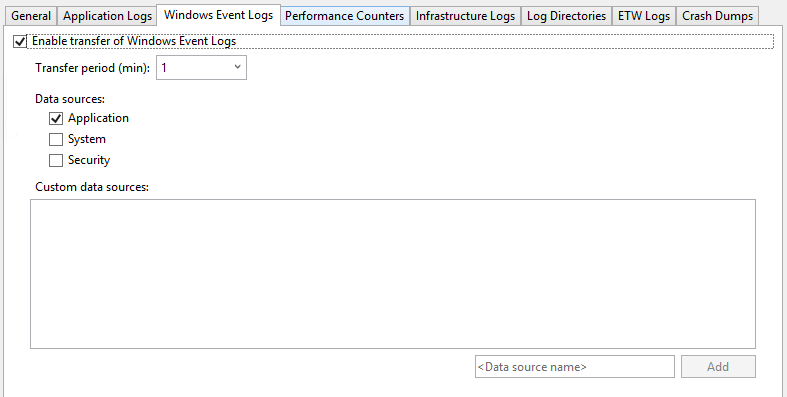 General Application Logs Windows Event Logs Performance Counters Infrastructure Logs Log Directories ETW Logs Crash Dumps
Enable transfer of Windows Event Logs
Transfer period (min): 1
Data sources:
Application
System
Security
Custom data sources:
<Data source name> Add